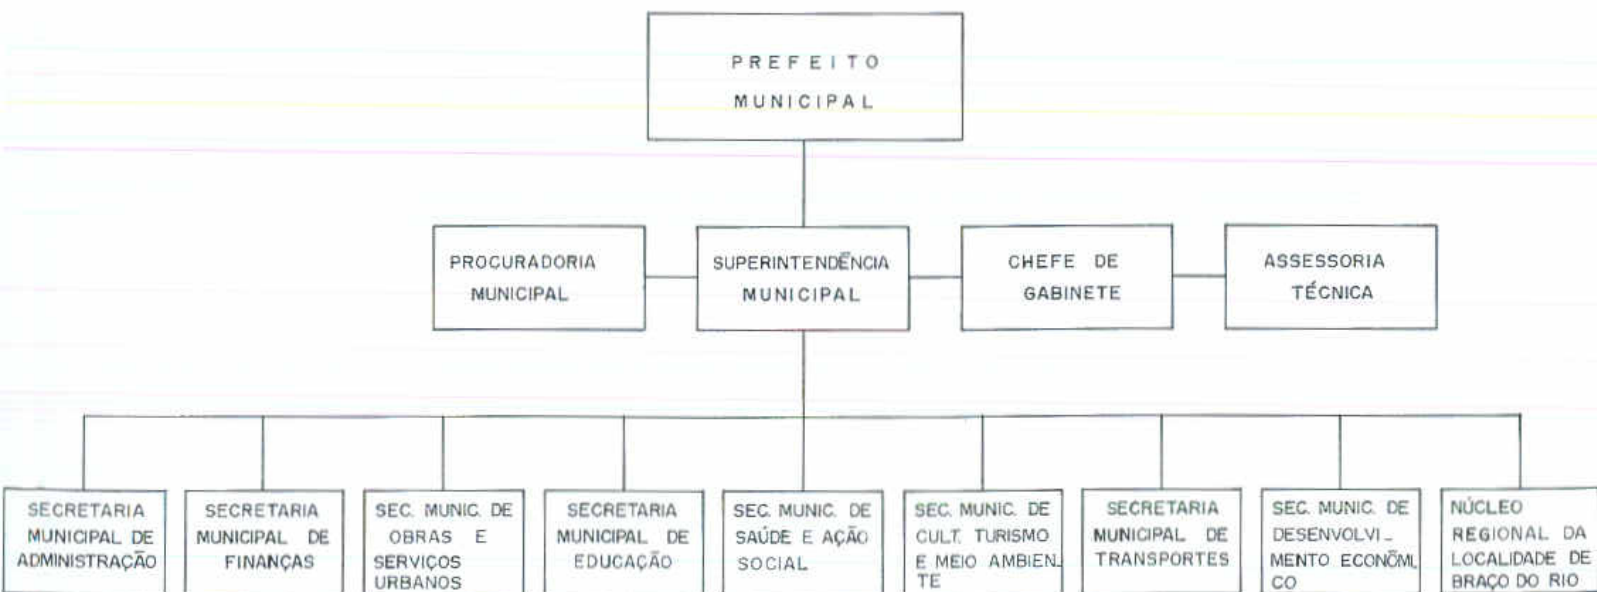 PREFEITO
MUNICIPAL
PROCURADORIA
MUNICIPAL
SUPERINTENDÊNCIA
MUNICIPAL
CHEFE DE
GABINETE
ASSESSORIA
TÉCNICA
SECRETARIA
MUNICIPAL DE
ADMINISTRAÇÃO
SECRETARIA
MUNICIPAL DE
FINANÇAS
SEC. MUNIC. DE
OBRAS E
SERVIÇOS
URBANOS
SECRETARIA
MUNICIPAL DE
EDUCAÇÃO
SEC. MUNIC. DE
SAÚDE E AÇÃO
SOCIAL
SEC. MUNIC. DE
CULT. TURISMO
E MEIO AMBIEN_
TE
SECRETARIA
MUNICIPAL DE
TRANSPORTES
SEC. MUNIC. DE
DESENVOLVI_
MENTO ECONÔMI_
CO
NÚCLEO
REGIONAL DA
LOCALIDADE DE
BRAÇO DO RIO